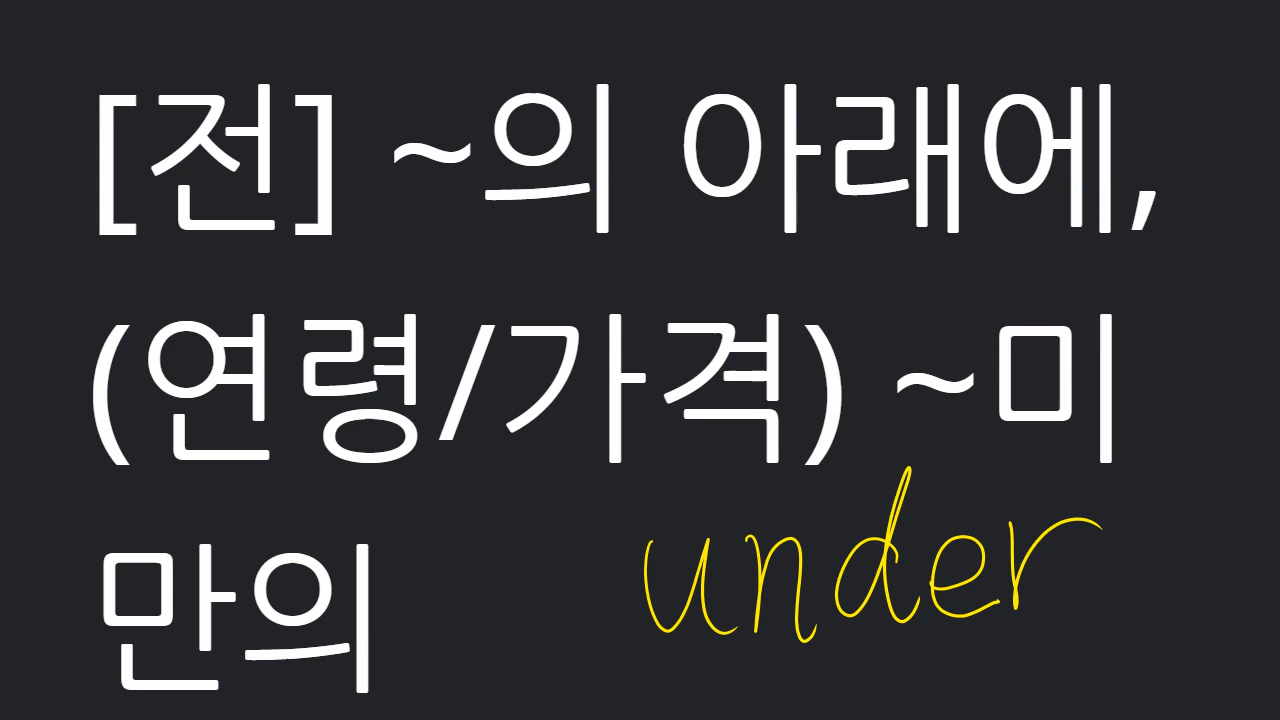 [전] ~의 아래에,
(연령/가격) ~미
만의
under